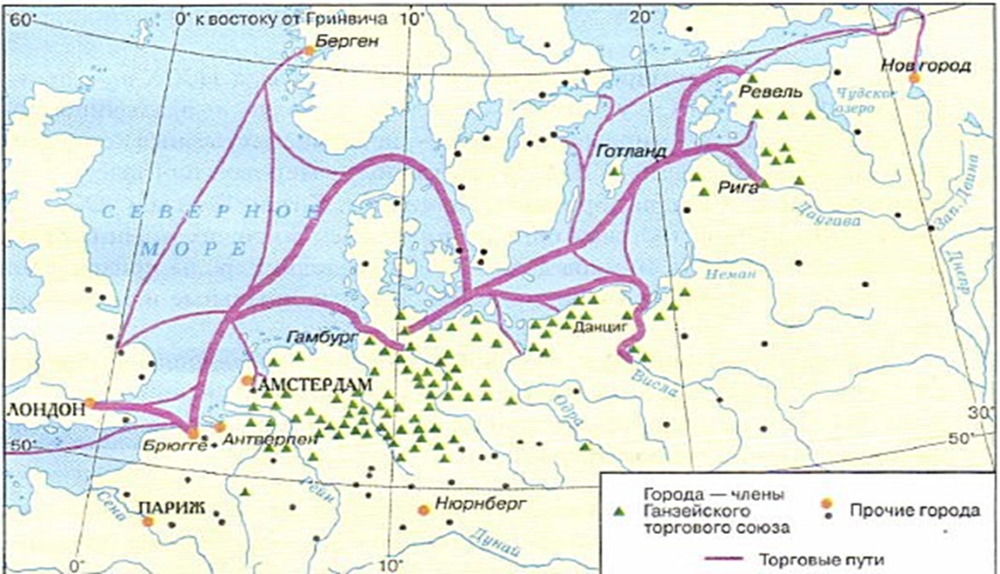 60°
0° к востоку от Гринвича
10°
20°
Берген
Новгород
Ревель
Чудское
озеро
Готланд
Рига
Даугава
Зап. Двина
СЕВЕРНОЕ
МОРЕ
Неман
Днепр
Гамбург
Данциг
АМСТЕРДАМ
Висла
ЛОНДОН
Одра
30°
Брюгге
Антверпен
50°
50°
Сена
ПАРИЖ
Рейн
Нюрнберг
Дунай
0°
10°
Города — члены
Ганзейского
торгового союза
Прочие города
Торговые пути